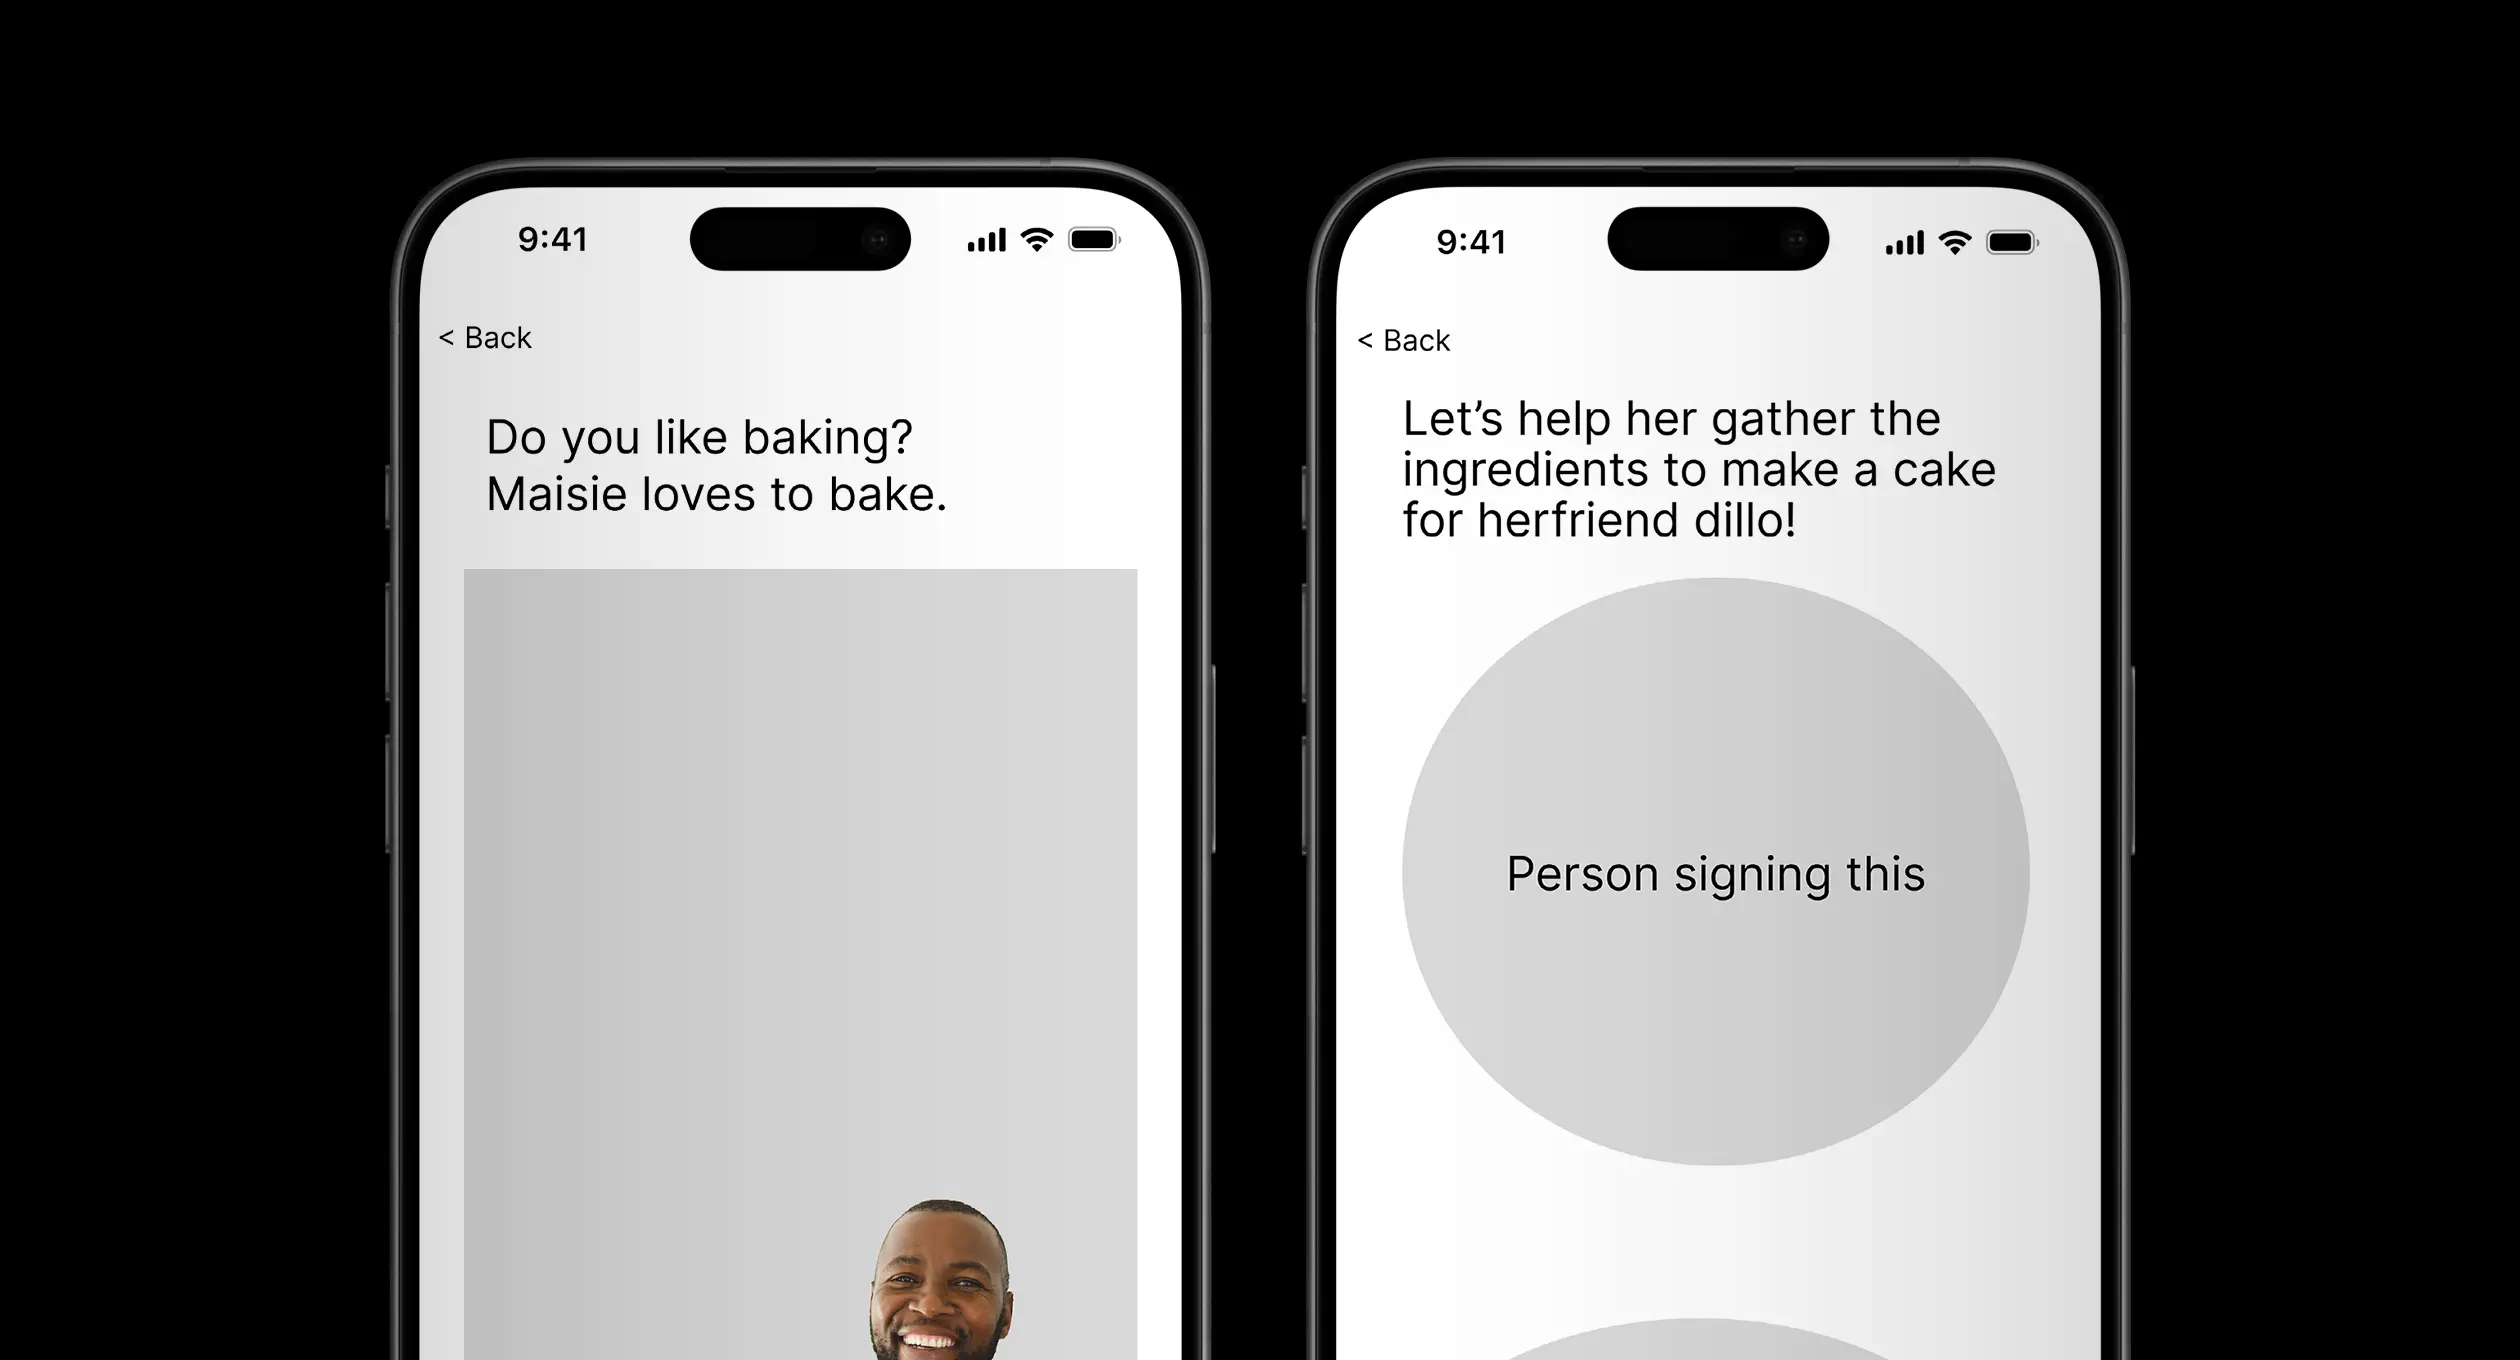 9:41
< Back
Do you like baking?
Maisie loves to bake.
9:41
< Back
Let’s help her gather the
ingredients to make a cake
for herfriend dillo!
Person signing this